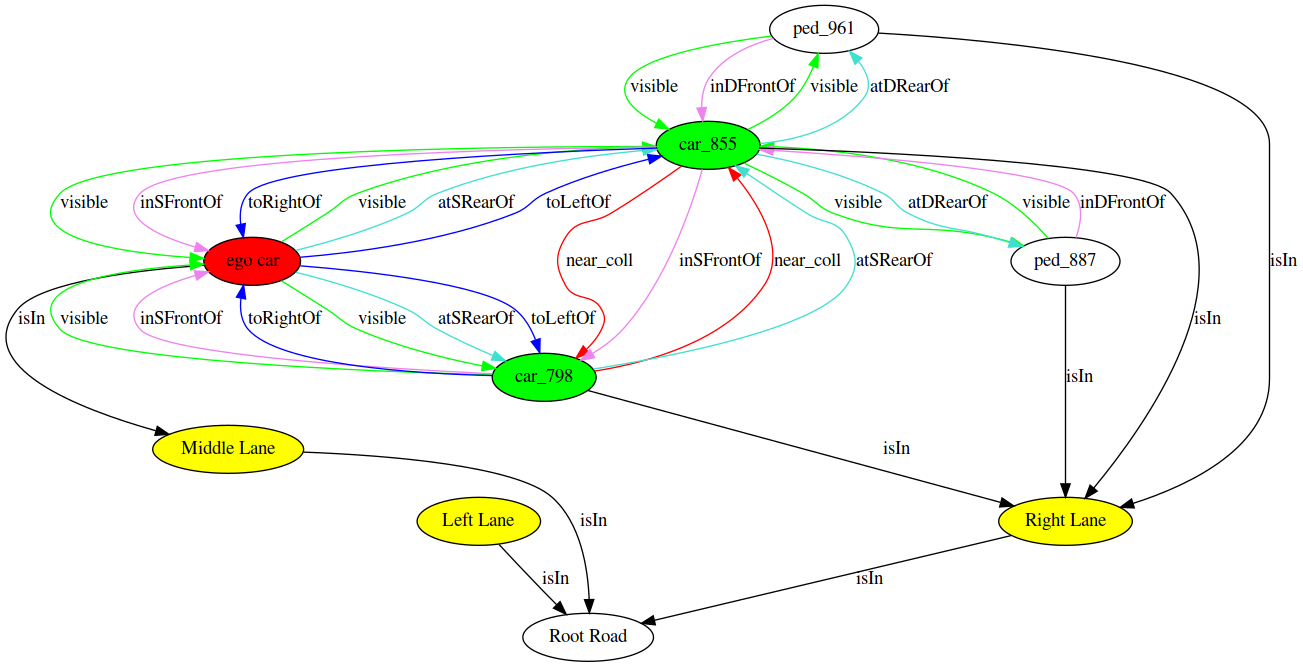 ped_961
visible
inDFrontOf
visible
atDRearOf
car_855
visible
inSFrontOf
toRightOf
visible
atSRearOf
toLeftOf
visible
atDRearOf
visible
inDFrontOf
ego car
near_coll
inSFrontOf
near_coll
atSRearOf
ped_887
isIn
isIn
visible
inSFrontOf
toRightOf
visible
atSRearOf
toLeftOf
isIn
car_798
isIn
Middle Lane
isIn
Left Lane
isIn
Right Lane
isIn
isIn
Root Road